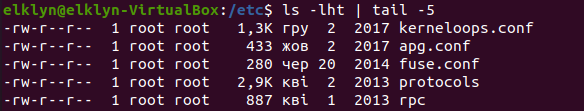 elklyn@elklyn-VirtualBox:/etc$ ls -lht | tail -5
-rw-r--r--  1 root root    1,3K гру  2  2017 kerneloops.conf
-rw-r--r--  1 root root     433 жов  2  2017 apg.conf
-rw-r--r--  1 root root     280 чер 20  2014 fuse.conf
-rw-r--r--  1 root root    2,9K кві  2  2013 protocols
-rw-r--r--  1 root root     887 кві  1  2013 rpc